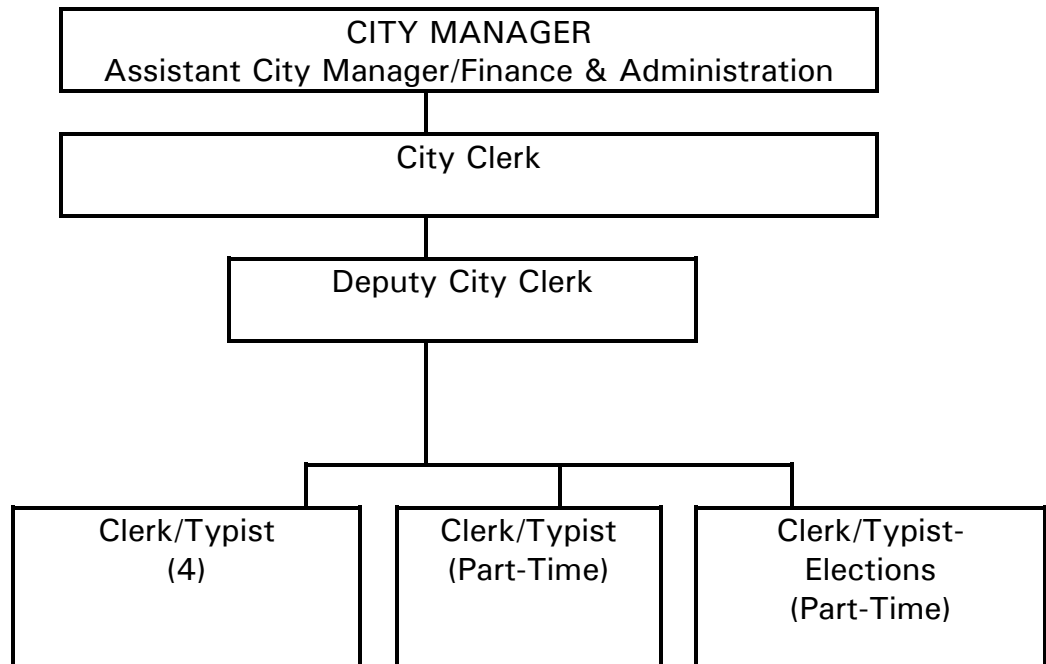 CITY MANAGER
Assistant City Manager/Finance & Administration
City Clerk
Deputy City Clerk
Clerk/Typist
(4)
Clerk/Typist
(Part-Time)
Clerk/Typist-
Elections
(Part-Time)